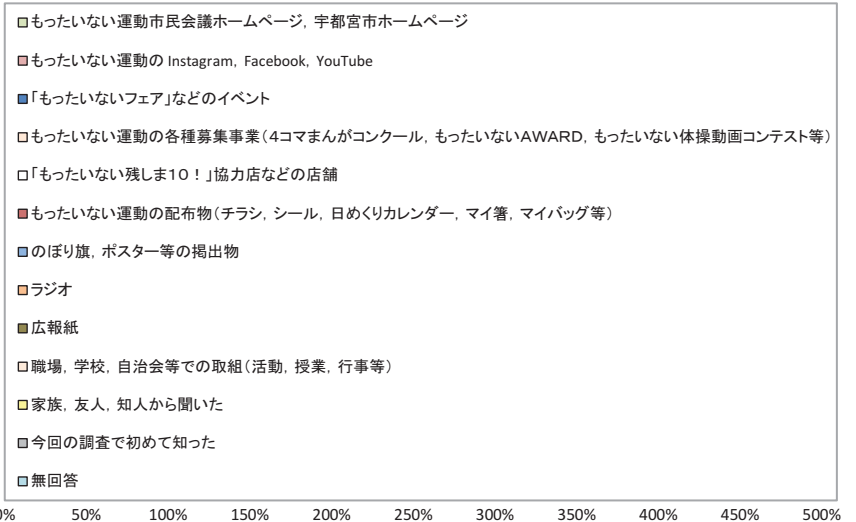 もったいない運動市民会議ホームページ，宇都宮市ホームページ
もったいない運動の Instagram，Facebook，YouTube
「もったいないフェア」などのイベント
もったいない運動の各種募集事業（４コママンがコンクール，もったいないＡＷＡＲＤ，もったいない体操動画コンテスト等）
「もったいない残しま１０！」協力店などの店舗
もったいない運動の配布物（チラシ，シール，日めくりカレンダー，マイ箸，マイバッグ等）
のぼり旗，ポスター等の掲出物
ラジオ
広報紙
職場，学校，自治会等での取組（活動，授業，行事等）
家族，友人，知人から聞いた
今回の調査で初めて知った
無回答
0% 50% 100% 150% 200% 250% 300% 350% 400% 450% 500%